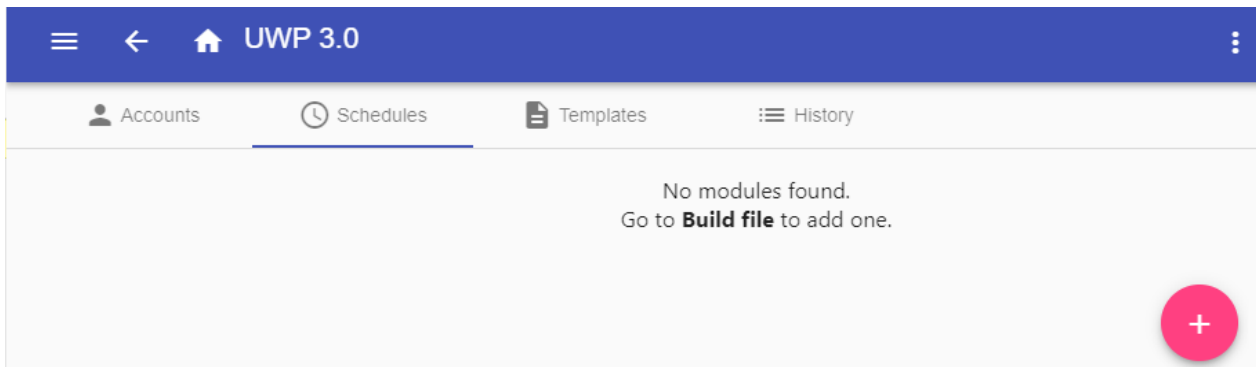 UWP 3.0
Accounts
Schedules
Templates
History
No modules found.
Go to Build file to add one.